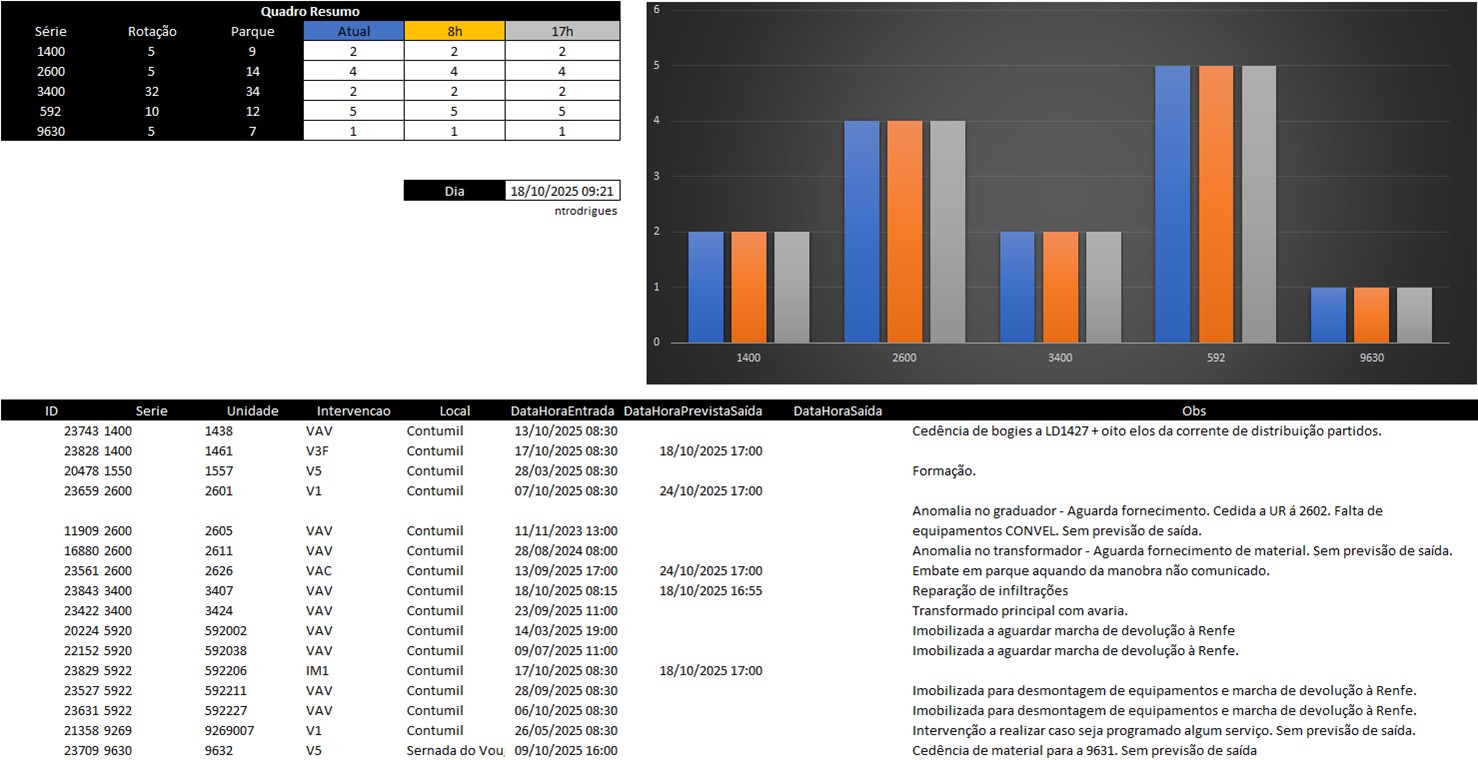 Quadro Resumo
Série Rotação Parque Atual 8h 17h
1400 5 9 2 2 2
2600 5 14 4 4 4
3400 32 34 2 2 2
592 10 12 5 5 5
9630 5 7 1 1 1
Dia 18/10/2025 09:21
ntrodrigues
6
5
4
3
2
1
0
1400 2600 3400 592 9630
ID Serie Unidade Intervencao Local DataHoraEntrada DataHoraPrevistaSaída DataHoraSaída Obs
23743 1400 1438 VAV Contumil 13/10/2025 08:30 Cedência de bogies a LD1427 + oito elos da corrente de distribuição partidos.
23828 1400 1461 V3F Contumil 17/10/2025 08:30 18/10/2025 17:00
20478 1550 1557 V5 Contumil 28/03/2025 08:30 Formação.
23659 2600 2601 V1 Contumil 07/10/2025 08:30 24/10/2025 17:00
Anomalia no graduador - Aguarda fornecimento. Cedida a UR á 2602. Falta de
11909 2600 2605 VAV Contumil 11/11/2023 13:00 equipamentos CONVEL. Sem previsão de saída.
16880 2600 2611 VAV Contumil 28/08/2024 08:00 Anomalia no transformador - Aguarda fornecimento de material. Sem previsão de saída.
23561 2600 2626 VAC Contumil 13/09/2025 17:00 24/10/2025 17:00 Embate em parque aquando da manobra não comunicado.
23843 3400 3407 VAV Contumil 18/10/2025 08:15 18/10/2025 16:55 Reparação de infiltrações
23422 3400 3424 VAV Contumil 23/09/2025 11:00 Transformado principal com avaria.
20224 5920 592002 VAV Contumil 14/03/2025 19:00 Imobilizada a aguardar marcha de devolução à Renfe
22152 5920 592038 VAV Contumil 09/07/2025 11:00 Imobilizada a aguardar marcha de devolução à Renfe.
23829 5922 592206 IM1 Contumil 17/10/2025 08:30 18/10/2025 17:00
23527 5922 592211 VAV Contumil 28/09/2025 08:30 Imobilizada para desmontagem de equipamentos e marcha de devolução à Renfe.
23631 5922 592227 VAV Contumil 06/10/2025 08:30 Imobilizada para desmontagem de equipamentos e marcha de devolução à Renfe.
21358 9269 9269007 V1 Contumil 26/05/2025 08:30 Intervenção a realizar caso seja programado algum serviço. Sem previsão de saída.
23709 9630 9632 V5 Sernada do Vou 09/10/2025 16:00 Cedência de material para a 9631. Sem previsão de saída